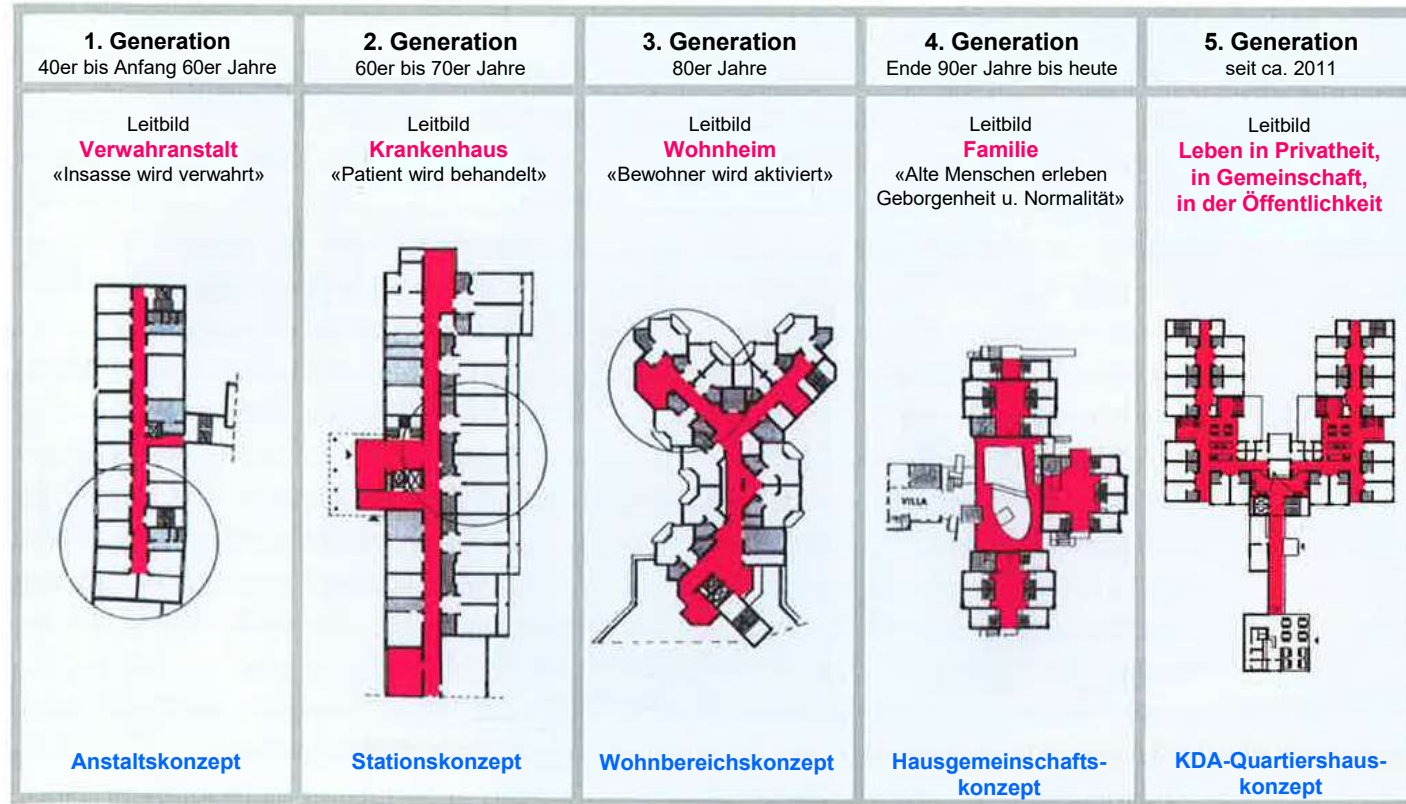 1. Generation
40er bis Anfang 60er Jahre
Leitbild
Verwahranstalt
«Insasse wird verwahrt»
Anstaltskonzept
2. Generation
60er bis 70er Jahre
Leitbild
Krankenhaus
«Patient wird behandelt»
Stationskonzept
3. Generation
80er Jahre
Leitbild
Wohnheim
«Bewohner wird aktiviert»
Wohnbereichskonzept
4. Generation
Ende 90er Jahre bis heute
Leitbild
Familie
«Alte Menschen erleben
Geborgenheit u. Normalität»
VILLA
Hausgemeinschafts-
konzept
5. Generation
seit ca. 2011
Leitbild
Leben in Privatheit,
in Gemeinschaft,
in der Öffentlichkeit
KDA-Quartiershaus-
konzept